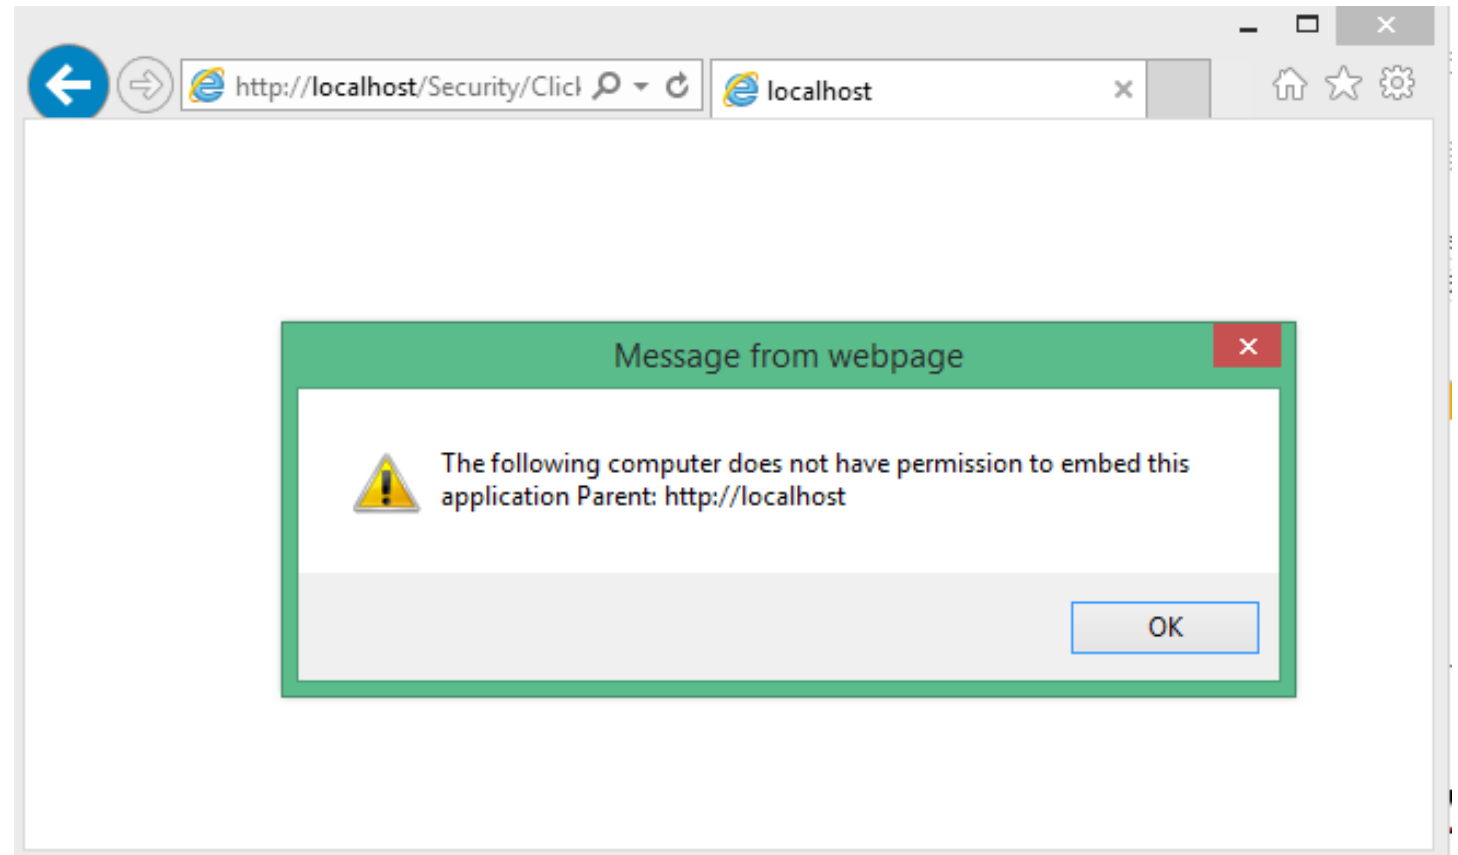 http://localhost/Security/Click
localhost
Message from webpage
The following computer does not have permission to embed this
application Parent: http://localhost
OK